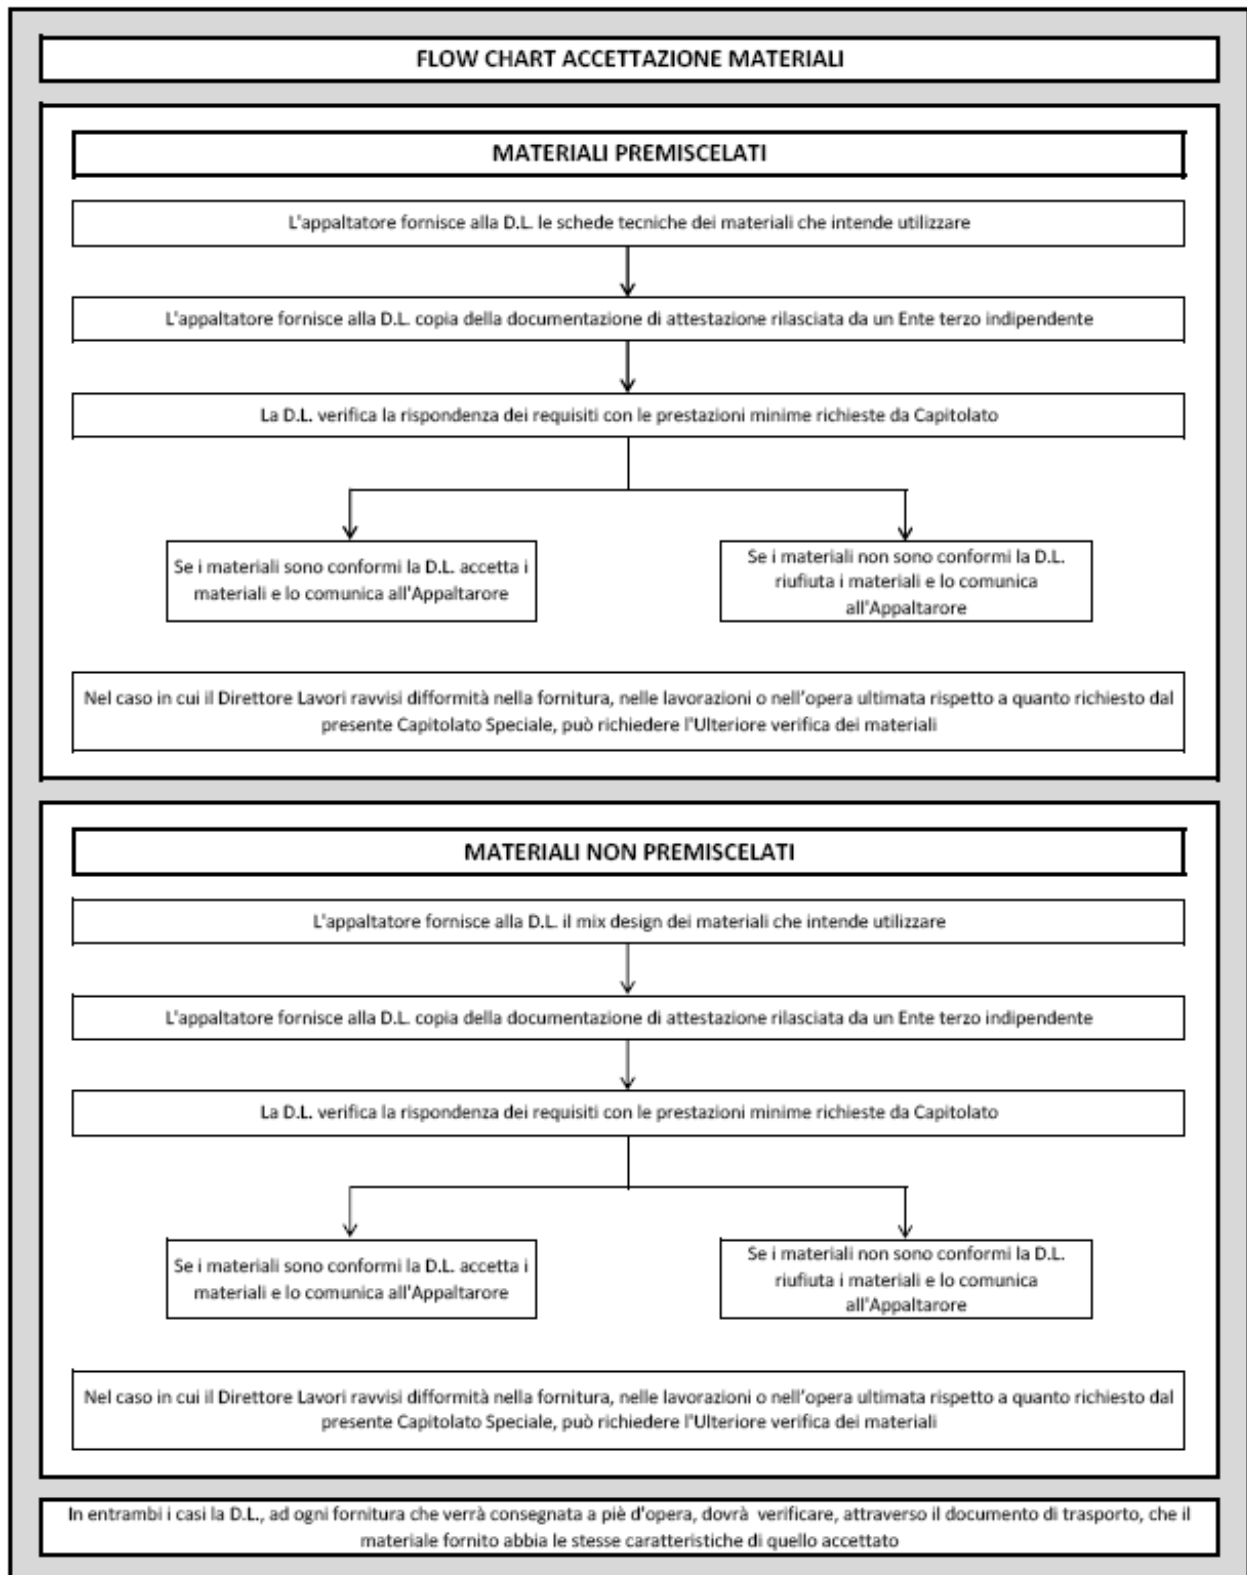 FLOW CHART ACCETTAZIONE MATERIALI
MATERIALI PREMISCELATI
L'appaltatore fornisce alla D.L. le schede tecniche dei materiali che intende utilizzare
L'appaltatore fornisce alla D.L. copia della documentazione di attestazione rilasciata da un Ente terzo indipendente
La D.L. verifica la rispondenza dei requisiti con le prestazioni minime richieste da Capitolato
Se i materiali sono conformi la D.L. accetta i
materiali e lo comunica all'Appaltarore
Se i materiali non sono conformi la D.L.
riufiuta i materiali e lo comunica
all'Appaltarore
Nel caso in cui il Direttore Lavori ravvisi difformità nella fornitura, nelle lavorazioni o nell'opera ultimata rispetto a quanto richiesto dal
presente Capitolato Speciale, può richiedere l'Ulteriore verifica dei materiali
MATERIALI NON PREMISCELATI
L'appaltatore fornisce alla D.L. il mix design dei materiali che intende utilizzare
L'appaltatore fornisce alla D.L. copia della documentazione di attestazione rilasciata da un Ente terzo indipendente
La D.L. verifica la rispondenza dei requisiti con le prestazioni minime richieste da Capitolato
Se i materiali sono conformi la D.L. accetta i
materiali e lo comunica all'Appaltarore
Se i materiali non sono conformi la D.L.
riufiuta i materiali e lo comunica
all'Appaltarore
Nel caso in cui il Direttore Lavori ravvisi difformità nella fornitura, nelle lavorazioni o nell'opera ultimata rispetto a quanto richiesto dal
presente Capitolato Speciale, può richiedere l'Ulteriore verifica dei materiali
In entrambi i casi la D.L., ad ogni fornitura che verrà consegnata a piè d'opera, dovrà verificare, attraverso il documento di trasporto, che il
materiale fornito abbia le stesse caratteristiche di quello accettato